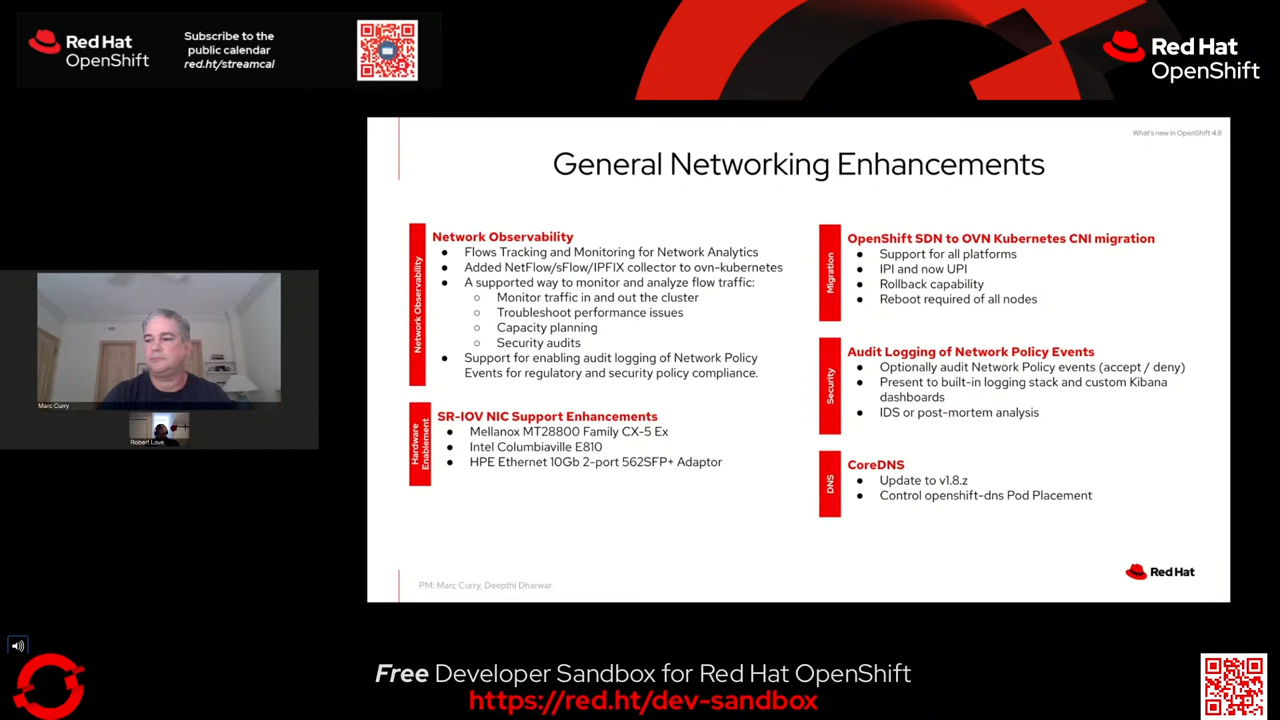 Red Hat
OpenShift
Subscribe to the
public calendar
red.ht/streamcal
Red Hat
OpenShift
What's new in OpenShift 4.8
General Networking Enhancements
Network Observability
Network Observability
● Flows Tracking and Monitoring for Network Analytics
● Added NetFlow/sFlow/IPFIX collector to ovn-kubernetes
● A supported way to monitor and analyze flow traffic:
○ Monitor traffic in and out the cluster
○ Troubleshoot performance issues
○ Capacity planning
○ Security audits
● Support for enabling audit logging of Network Policy
Events for regulatory and security policy compliance.
Hardware
Enablement
SR-IOV NIC Support Enhancements
● Mellanox MT28800 Family CX-5 Ex
● Intel Columbiaville E810
● HPE Ethernet 10Gb 2-port 562SFP+ Adaptor
Migration
OpenShift SDN to OVN Kubernetes CNI migration
● Support for all platforms
● IPI and now UPI
● Rollback capability
● Reboot required of all nodes
Security
Audit Logging of Network Policy Events
● Optionally audit Network Policy events (accept / deny)
● Present to built-in logging stack and custom Kibana
dashboards
● IDS or post-mortem analysis
DNS
CoreDNS
● Update to v1.8.z
● Control openshift-dns Pod Placement
PM: Marc Curry, Deepthi Dharwar
Red Hat
Marc Curry
Robert Love
Free Developer Sandbox for Red Hat OpenShift
https://red.ht/dev-sandbox